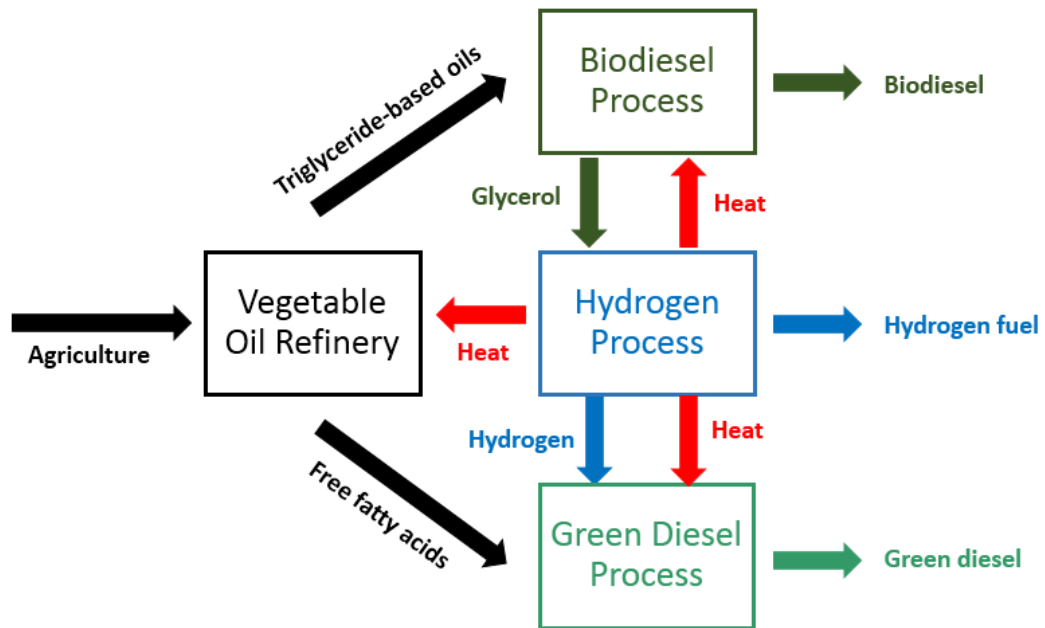 Triglyceride-based oils
Biodiesel
Process
Biodiesel
Glycerol
Heat
Agriculture
Vegetable
Oil Refinery
Heat
Hydrogen
Process
Hydrogen fuel
Hydrogen
Heat
Free fatty acids
Green Diesel
Process
Green diesel